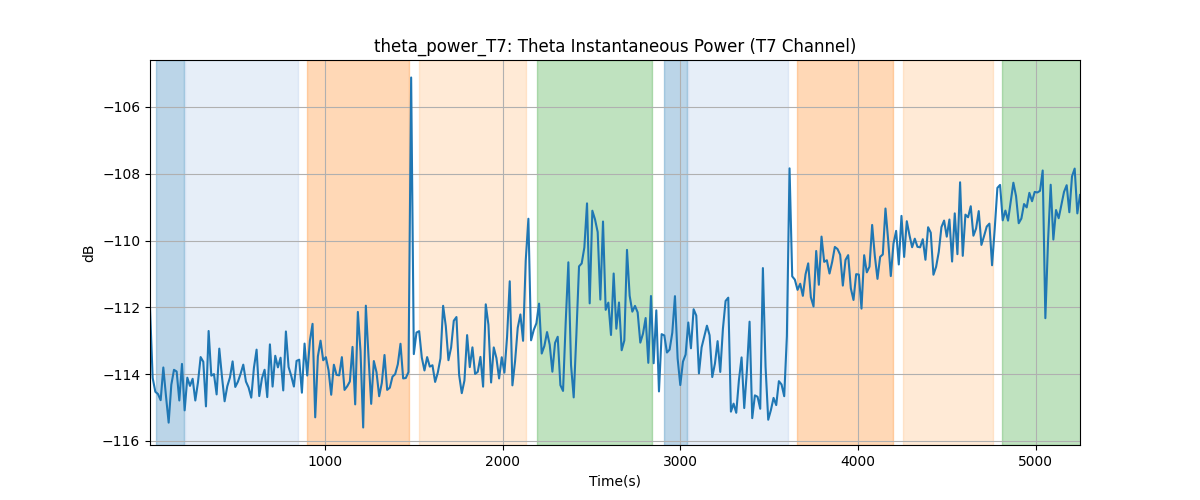 theta_power_T7: Theta Instantaneous Power (T7 Channel)
dB
−106
−108
−110
−112
−114
−116
1000 2000 3000 4000 5000
Time(s)